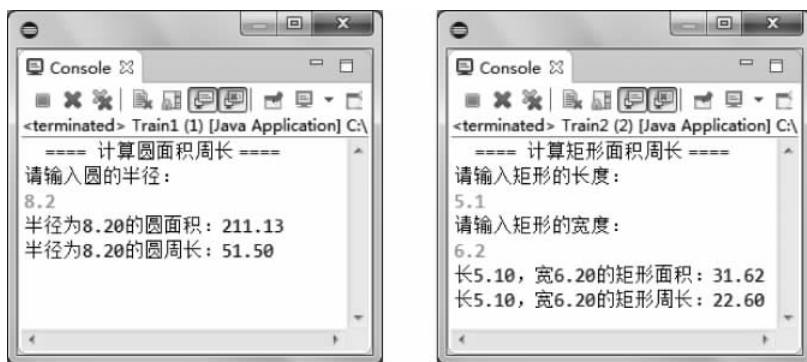 Console
<terminated> Train1 (1) [Java Application] C:\
==== 计算圆面积周长 ====
请输入圆的半径：
8.2
半径为8.20的圆面积：211.13
半径为8.20的圆周长：51.50
Console
<terminated> Train2 (2) [Java Application] C:\
==== 计算矩形面积周长 ====
请输入矩形的长度：
5.1
请输入矩形的宽度：
6.2
长5.10，宽6.20的矩形面积：31.62
长5.10，宽6.20的矩形周长：22.60